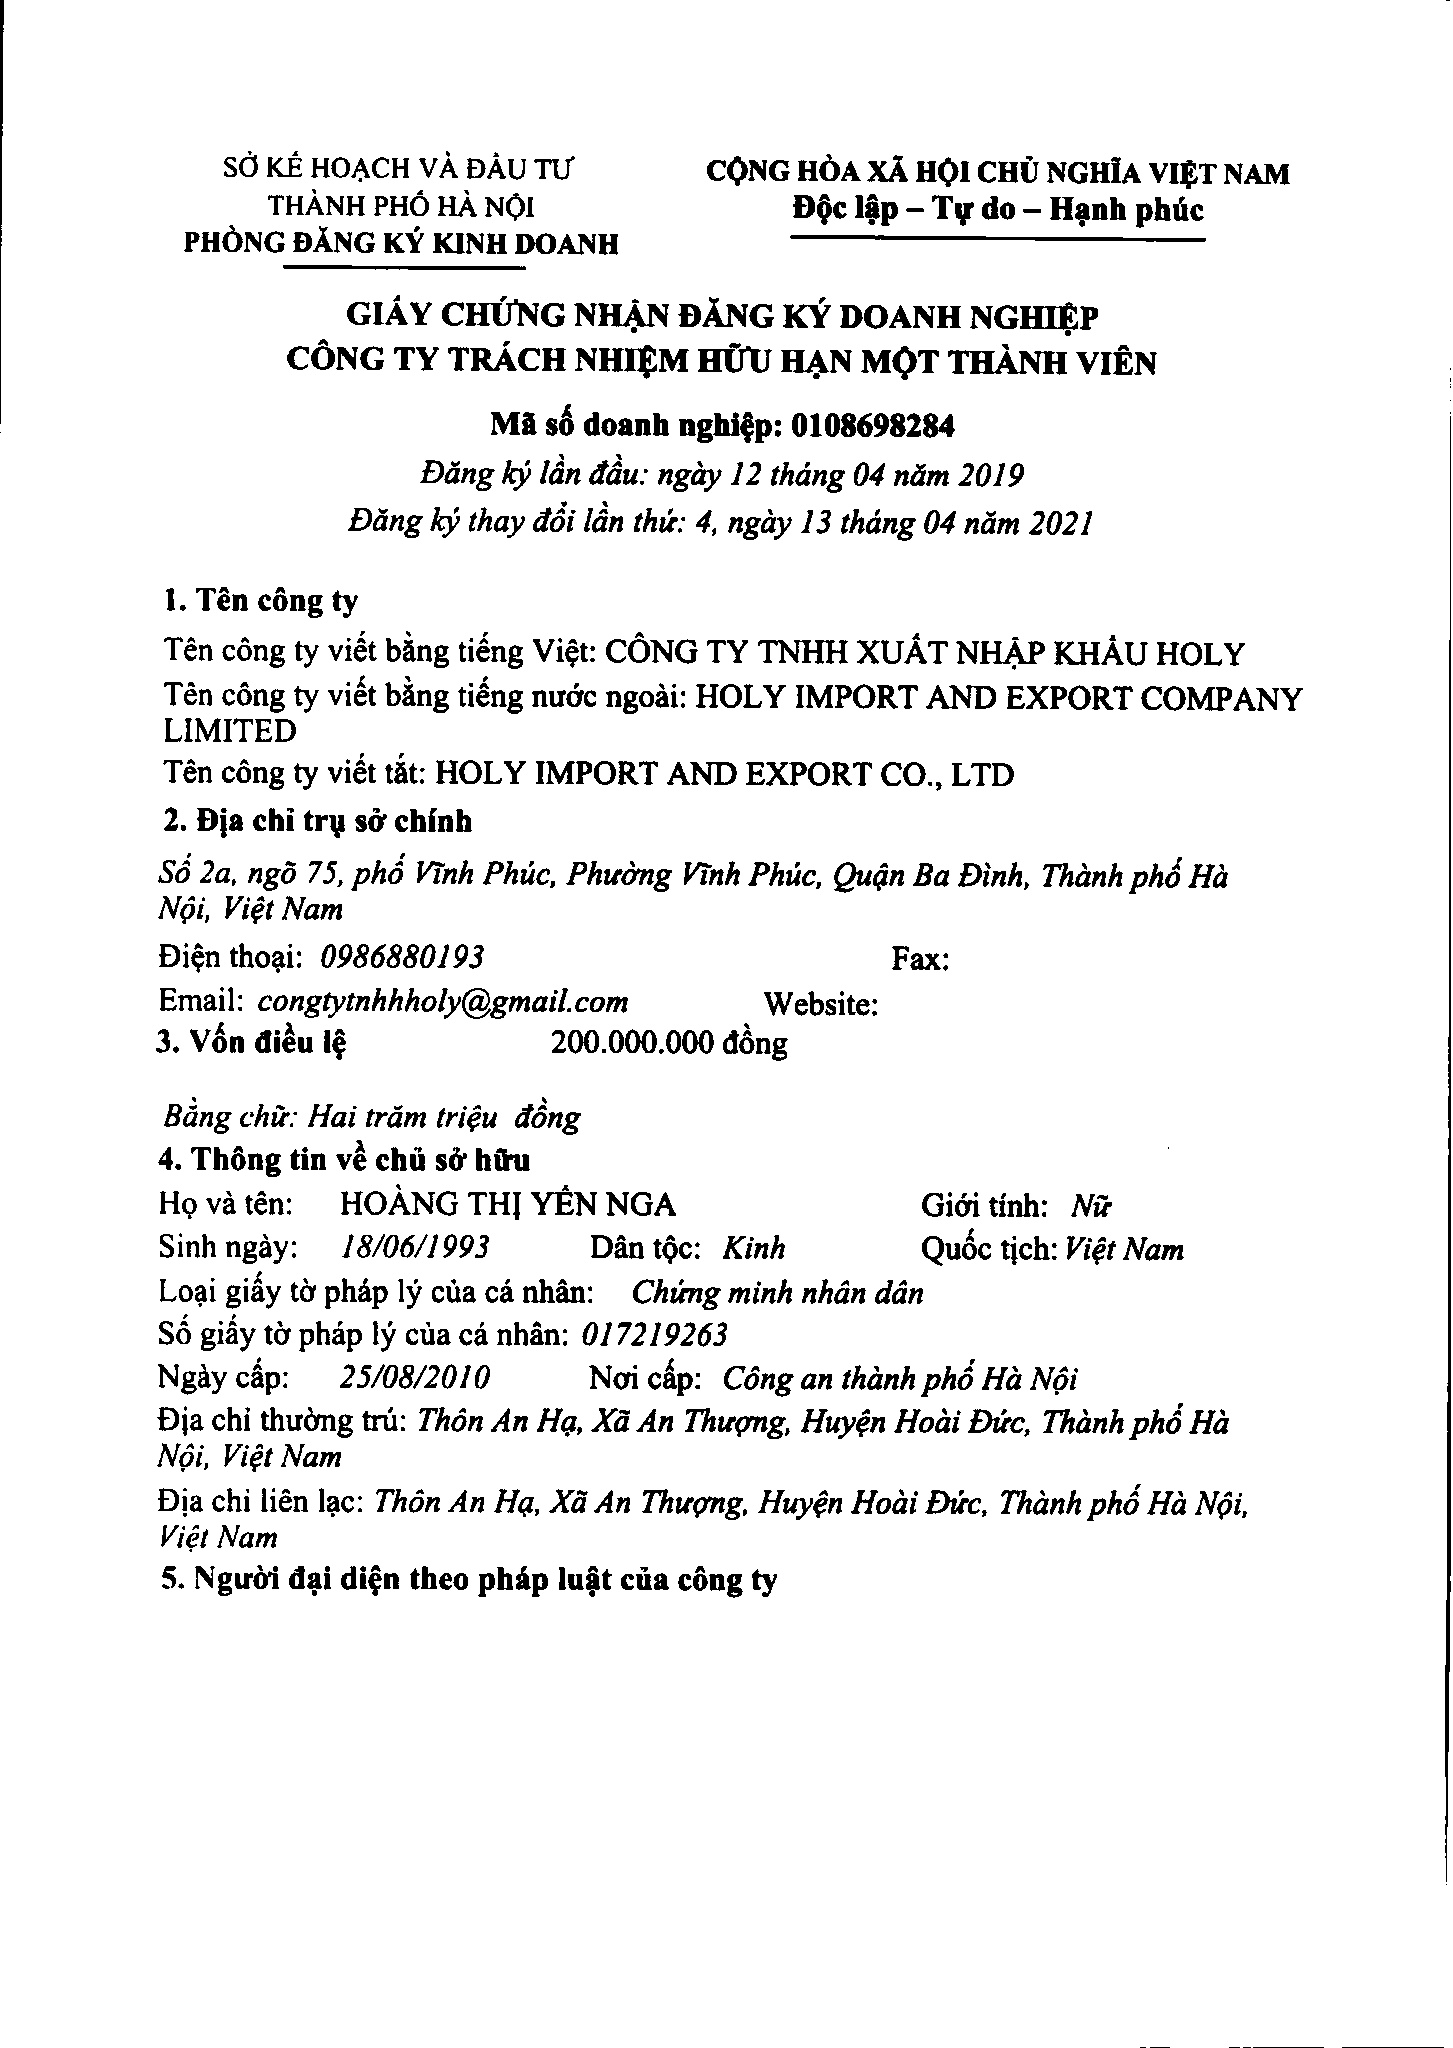 SỞ KẾ HOẠCH VÀ ĐẦU TƯ
THÀNH PHỐ HÀ NỘI
PHÒNG ĐĂNG KÝ KINH DOANH
CỘNG HÒA XÃ HỘI CHỦ NGHĨA VIỆT NAM
Độc lập – Tự do – Hạnh phúc
GIẤY CHỨNG NHẬN ĐĂNG KÝ DOANH NGHIỆP
CÔNG TY TRÁCH NHIỆM HỮU HẠN MỘT THÀNH VIÊN
Mã số doanh nghiệp: 0108698284
Đăng ký lần đầu: ngày 12 tháng 04 năm 2019
Đăng ký thay đổi lần thứ: 4, ngày 13 tháng 04 năm 2021
1. Tên công ty
Tên công ty viết bằng tiếng Việt: CÔNG TY TNHH XUẤT NHẬP KHẨU HOLY
Tên công ty viết bằng tiếng nước ngoài: HOLY IMPORT AND EXPORT COMPANY
LIMITED
Tên công ty viết tắt: HOLY IMPORT AND EXPORT CO., LTD
2. Địa chỉ trụ sở chính
Số 2a, ngõ 75, phố Vĩnh Phúc, Phường Vĩnh Phúc, Quận Ba Đình, Thành phố Hà
Nội, Việt Nam
Điện thoại: 0986880193 Fax:
Email: congtytnhhholy@gmail.com Website:
3. Vốn điều lệ 200.000.000 đồng
Bằng chữ: Hai trăm triệu đồng
4. Thông tin về chủ sở hữu
Họ và tên: HOÀNG THỊ YẾN NGA Giới tính: Nữ
Sinh ngày: 18/06/1993 Dân tộc: Kinh Quốc tịch: Việt Nam
Loại giấy tờ pháp lý của cá nhân: Chứng minh nhân dân
Số giấy tờ pháp lý của cá nhân: 017219263
Ngày cấp: 25/08/2010 Nơi cấp: Công an thành phố Hà Nội
Địa chỉ thường trú: Thôn An Hạ, Xã An Thượng, Huyện Hoài Đức, Thành phố Hà
Nội, Việt Nam
Địa chỉ liên lạc: Thôn An Hạ, Xã An Thượng, Huyện Hoài Đức, Thành phố Hà Nội,
Việt Nam
5. Người đại diện theo pháp luật của công ty